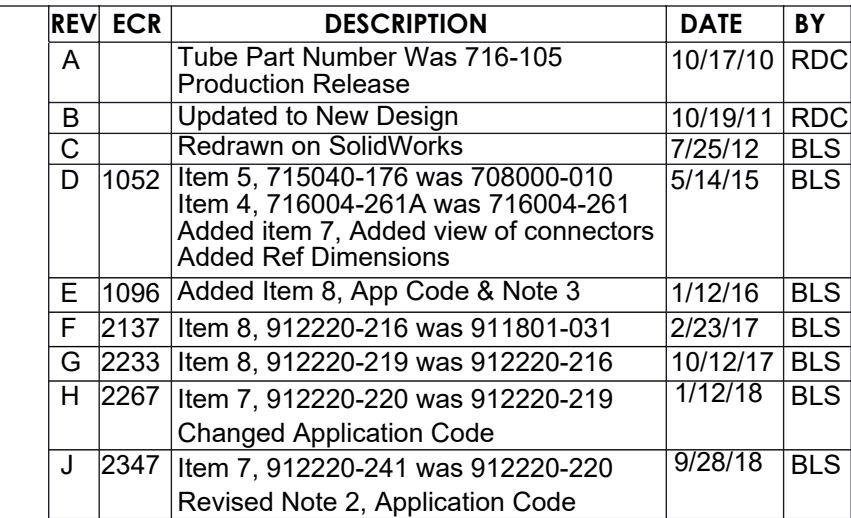 REV ECR DESCRIPTION DATE BY
A Tube Part Number Was 716-105 10/17/10 RDC
Production Release
B Updated to New Design 10/19/11 RDC
C Redrawn on SolidWorks 7/25/12 BLS
D 1052 Item 5, 715040-176 was 708000-010 5/14/15 BLS
Item 4, 716004-261A was 716004-261
Added item 7, Added view of connectors
Added Ref Dimensions
E 1096 Added Item 8, App Code & Note 3 1/12/16 BLS
F 2137 Item 8, 912220-216 was 911801-031 2/23/17 BLS
G 2233 Item 8, 912220-219 was 912220-216 10/12/17 BLS
H 2267 Item 7, 912220-220 was 912220-219 1/12/18 BLS
Changed Application Code
J 2347 Item 7, 912220-241 was 912220-220 9/28/18 BLS
Revised Note 2, Application Code